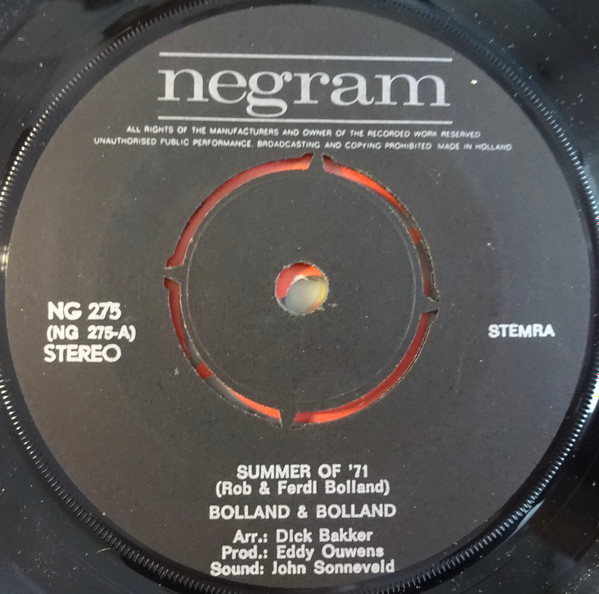 negram
ALL RIGHTS OF THE MANUFACTURERS AND OWNER OF THE RECORDED WORK RESERVED
UNAUTHORISED PUBLIC PERFORMANCE. BROADCASTING AND COPYING PROHIBITED MADE IN HOLLAND
NG 275
(NG 275-A)
STEREO
STEMRA
SUMMER OF '71
(Rob & Ferdi Bolland)
BOLLAND & BOLLAND
Arr.: Dick Bakker
Prod.: Eddy Ouwens
Sound: John Sonneveld